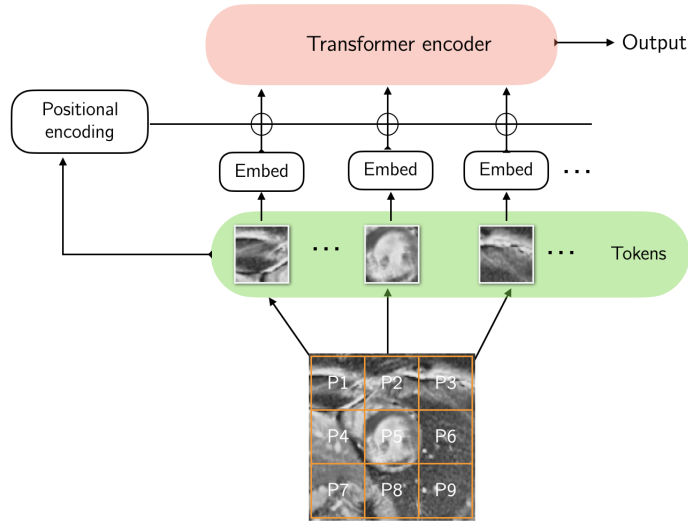 Transformer encoder
Output
Positional
encoding
Embed
Embed
Embed
...
...
...
Tokens
P1 P2 P3
P4 P5 P6
P7 P8 P9